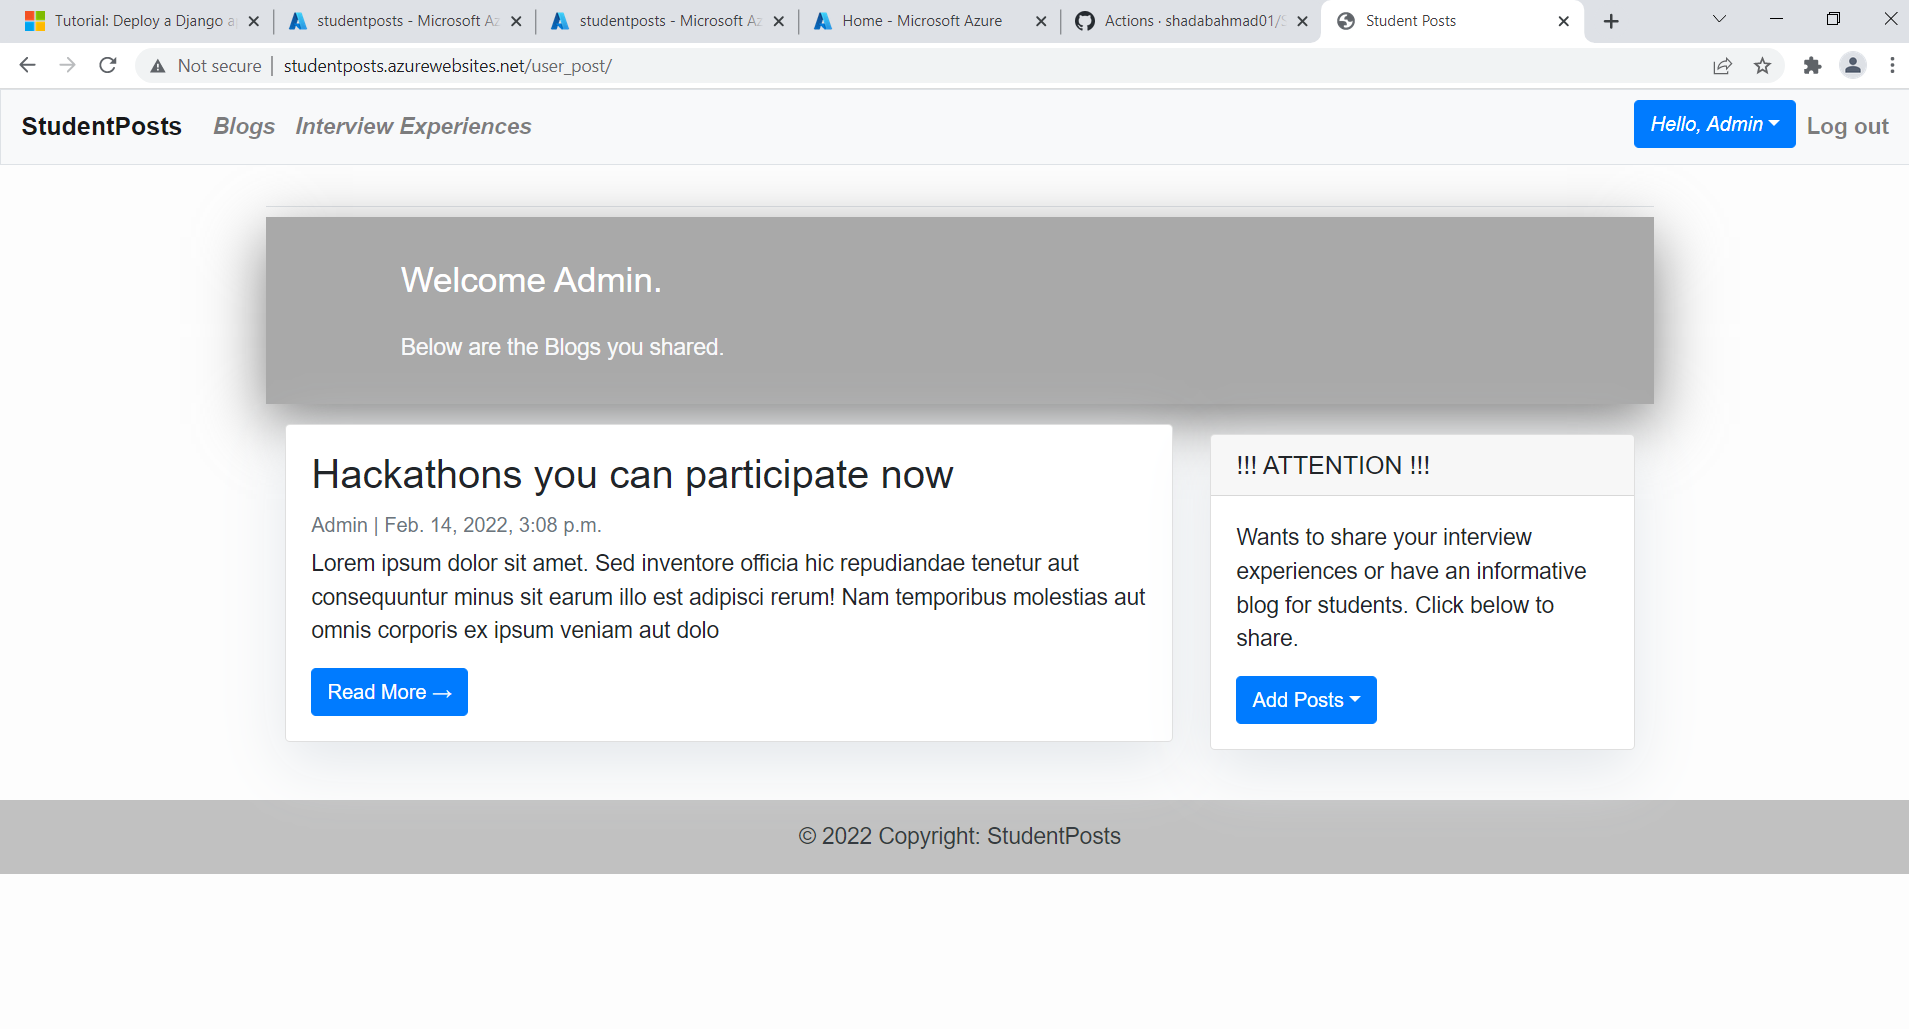 Tutorial: Deploy a Django a
studentposts - Microsoft Az
studentposts - Microsoft Az
Home - Microsoft Azure
Actions · shadabahmad01/S
Student Posts
Not secure
studentposts.azurewebsites.net/user_post/
StudentPosts
Blogs
Interview Experiences
Hello, Admin
Log out
Welcome Admin.
Below are the Blogs you shared.
Hackathons you can participate now
Admin | Feb. 14, 2022, 3:08 p.m.
Lorem ipsum dolor sit amet. Sed inventore officia hic repudiandae tenetur aut
consequuntur minus sit earum illo est adipisci rerum! Nam temporibus molestias aut
omnis corporis ex ipsum veniam aut dolo
Read More →
!!! ATTENTION !!!
Wants to share your interview
experiences or have an informative
blog for students. Click below to
share.
Add Posts
© 2022 Copyright: StudentPosts